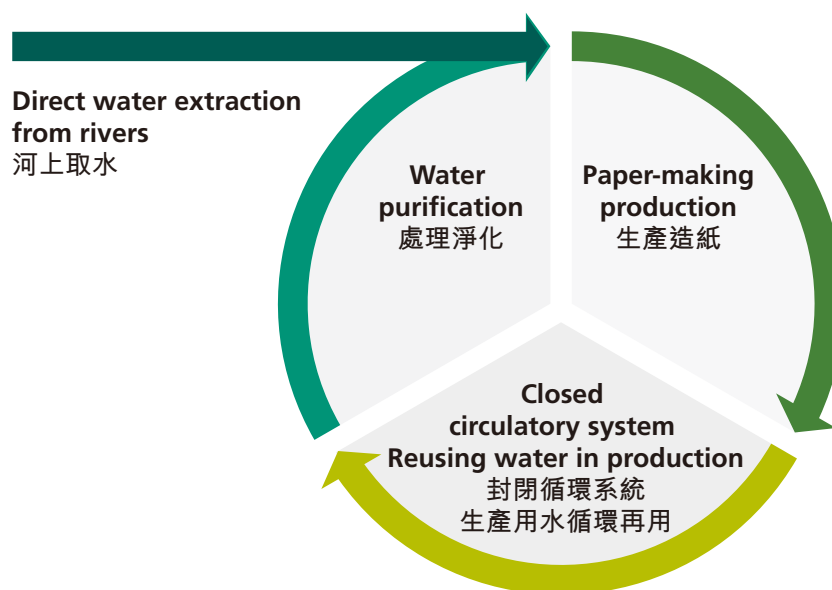 Direct water extraction
from rivers
河上取水
Water
purification
處理淨化
Paper-making
production
生產造紙
Closed
circulatory system
Reusing water in production
封閉循環系統
生產用水循環再用